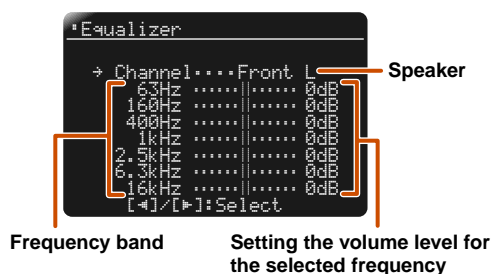 ▪Equalizer
→ Channel····Front L
Speaker
63Hz ······||······ 0dB
160Hz ······||······ 0dB
400Hz ······||······ 0dB
1kHz ······||······ 0dB
2.5kHz ······||······ 0dB
6.3kHz ······||······ 0dB
16kHz ······||······ 0dB
[◄]/[►]:Select
Frequency band
Setting the volume level for
the selected frequency